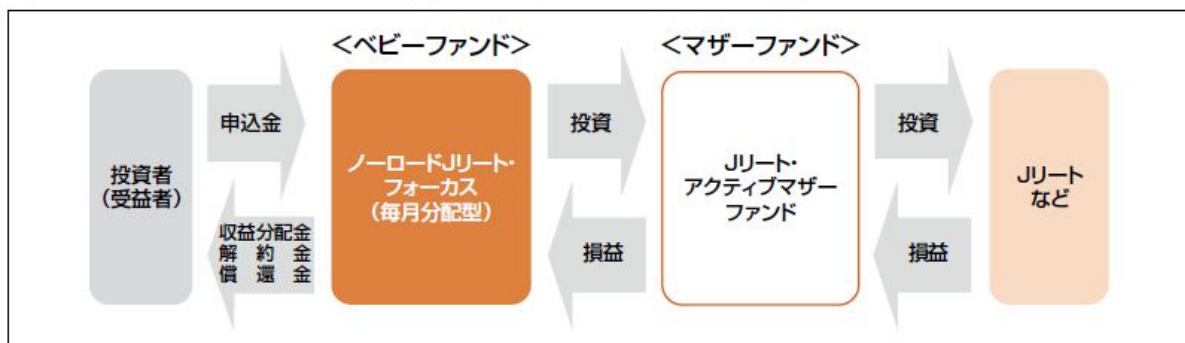 <ベビーファンド>
<マザーファンド>
投資者
(受益者)
申込金
収益分配金
解約金
償還金
ノーロードJリート・
フォーカス
(毎月分配型)
投資
損益
Jリート・
アクティブマザー
ファンド
投資
損益
Jリート
など